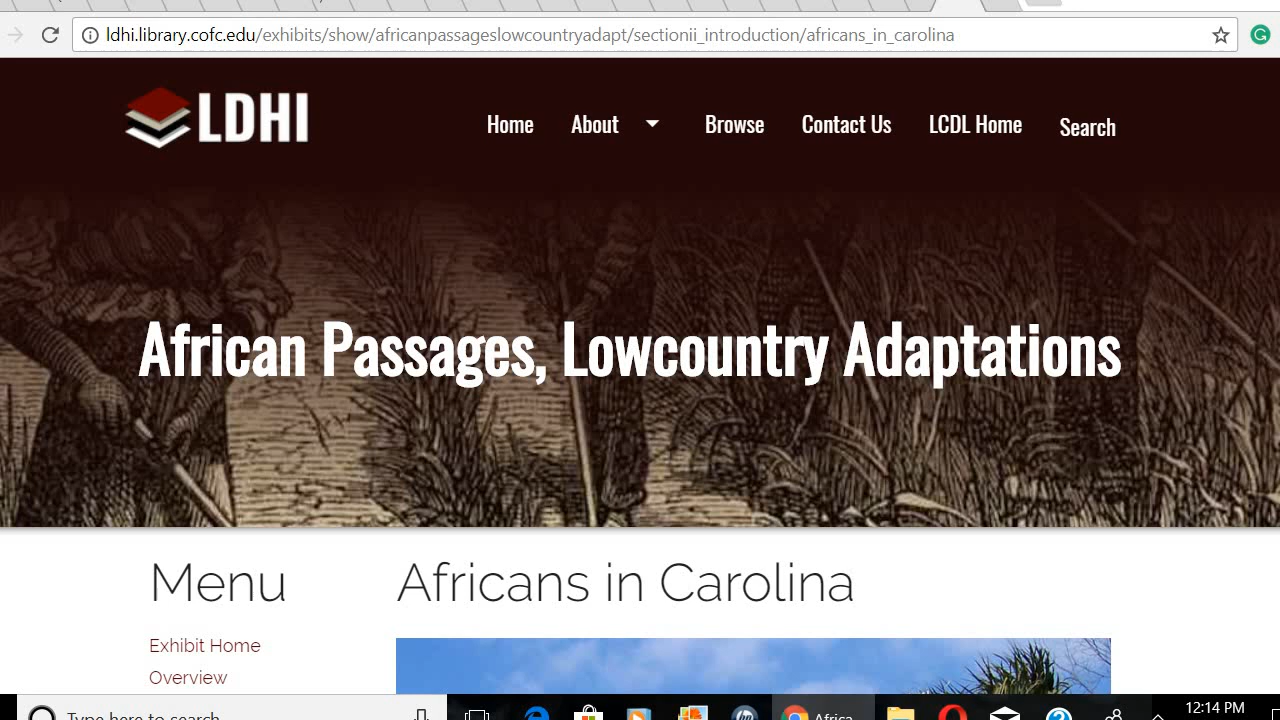 ldhi.library.cofc.edu/exhibits/show/africanpassageslowcountryadapt/sectionii_introduction/africans_in_carolina
LDHI
Home About Browse Contact Us LCDL Home Search
African Passages, Lowcountry Adaptations
Menu
Africans in Carolina
Exhibit Home
Overview
Type here to search
Africa
12:14 PM